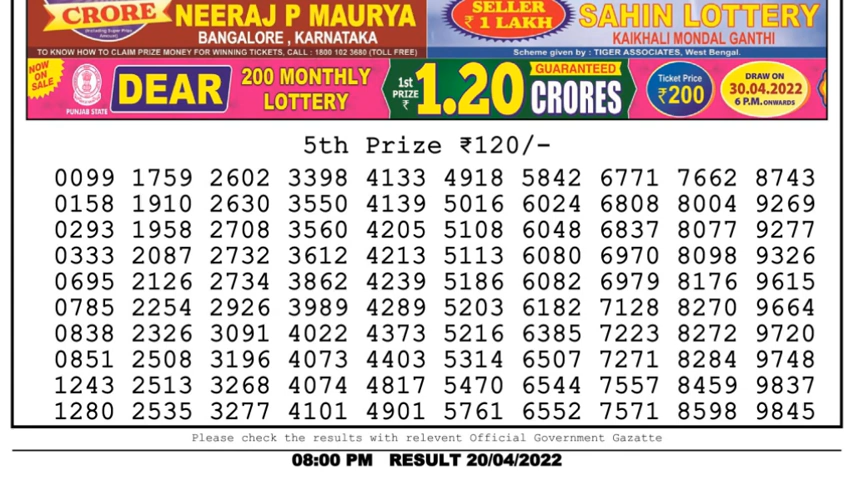 CRORE
NEERAJ P MAURYA
BANGALORE , KARNATAKA
TO KNOW HOW TO CLAIM PRIZE MONEY FOR WINNING TICKETS, CALL : 1800 102 3680 (TOLL FREE)
SELLER
₹ 1 LAKH
SAHIN LOTTERY
KAIKHALI MONDAL GANTHI
Scheme given by : TIGER ASSOCIATES, West Bengal.
NOW ON SALE
PUNJAB STATE
DEAR
200 MONTHLY
LOTTERY
1st
PRIZE
₹
1.20
GUARANTEED
CRORES
Ticket Price
₹200
DRAW ON
30.04.2022
6 P.M. ONWARDS
5th Prize ₹120/-
0099 1759 2602 3398 4133 4918 5842 6771 7662 8743
0158 1910 2630 3550 4139 5016 6024 6808 8004 9269
0293 1958 2708 3560 4205 5108 6048 6837 8077 9277
0333 2087 2732 3612 4213 5113 6080 6970 8098 9326
0695 2126 2734 3862 4239 5186 6082 6979 8176 9615
0785 2254 2926 3989 4289 5203 6182 7128 8270 9664
0838 2326 3091 4022 4373 5216 6385 7223 8272 9720
0851 2508 3196 4073 4403 5314 6507 7271 8284 9748
1243 2513 3268 4074 4817 5470 6544 7557 8459 9837
1280 2535 3277 4101 4901 5761 6552 7571 8598 9845
Please check the results with relevent Official Government Gazatte
08:00 PM RESULT 20/04/2022